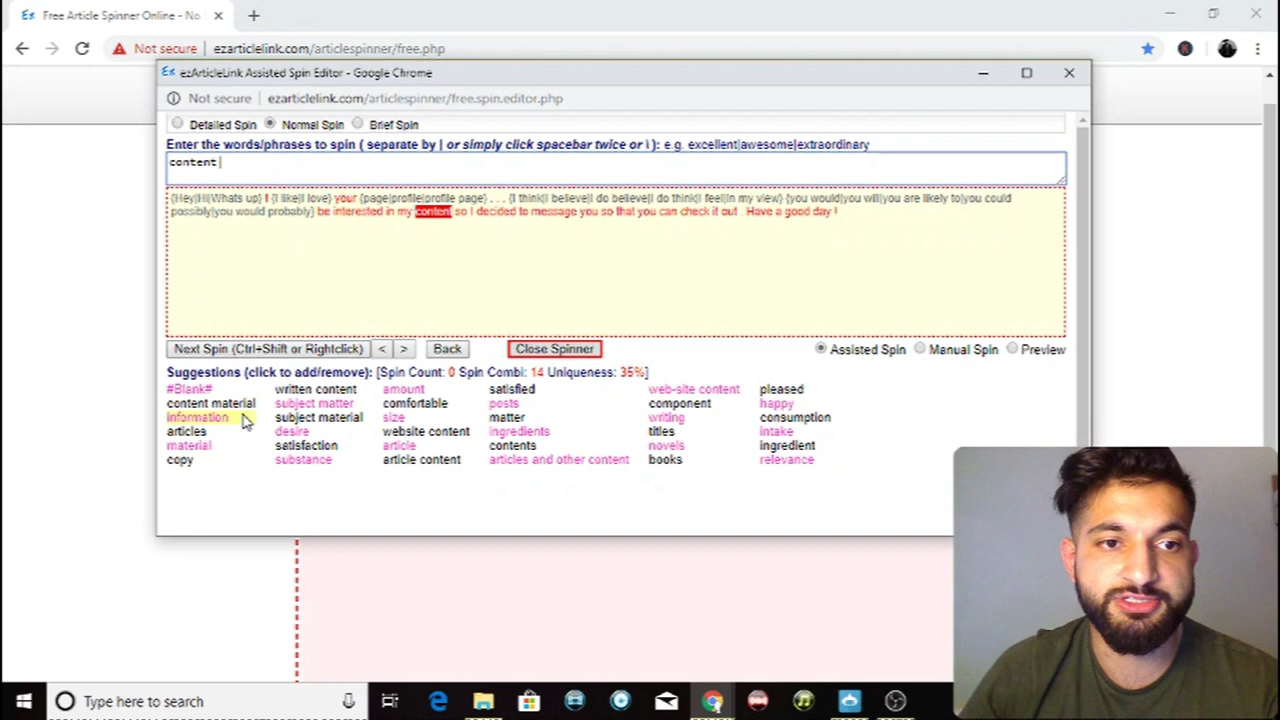 Free Article Spinner Online - No
Not secure ezarticlelink.com/articlespinner/free.php
ezArticleLink Assisted Spin Editor - Google Chrome
Not secure ezarticlelink.com/articlespinner/free.spin.editor.php
Detailed Spin Normal Spin Brief Spin
Enter the words/phrases to spin ( separate by | or simply click spacebar twice or \ ): e.g. excellent|awesome|extraordinary
content|
{Hey|Hi|Whats up} ! {I like|I love} your {page|profile|profile page} . . . {I think|I believe|I do believe|I do think|I feel|in my view} {you would|you will|you are likely to|you could
possibly|you would probably} be interested in my content so I decided to message you so that you can check it out . Have a good day !
Next Spin (Ctrl+Shift or Rightclick) < > Back Close Spinner Assisted Spin Manual Spin Preview
Suggestions (click to add/remove): [Spin Count: 0 Spin Combi: 14 Uniqueness: 35%]
#Blank# written content amount satisfied web-site content pleased
content material subject matter comfortable posts component happy
information subject material size matter writing consumption
articles desire website content ingredients titles intake
material satisfaction article contents novels ingredient
copy substance article content articles and other content books relevance
Type here to search